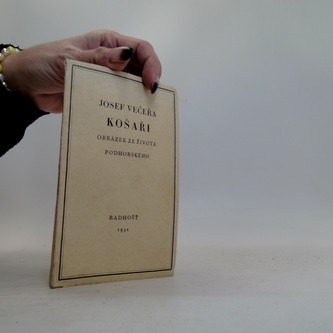 JOSEF VEČEŘA
KOŠAŘI
OBRÁZEK ZE ŽIVOTA
PODHORSKÉHO
RADHOŠŤ